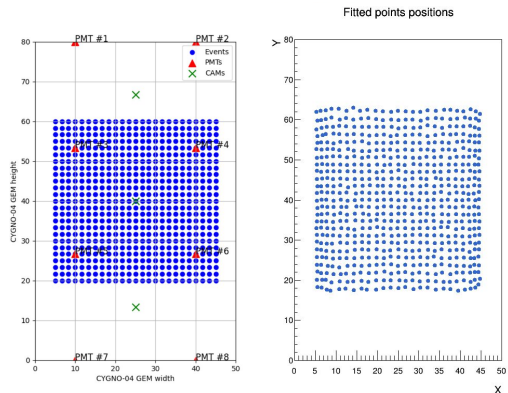 Fitted points positions
PMT #1
PMT #2
Events
PMTs
CAMs
PMT #4
PMT #7
PMT #8
80
70
60
50
40
30
20
10
0
CYGNO-04 GEM height
0 10 20 30 40 50
CYGNO-04 GEM width
Y
80
70
60
50
40
30
20
10
0
0 5 10 15 20 25 30 35 40 45 50
X